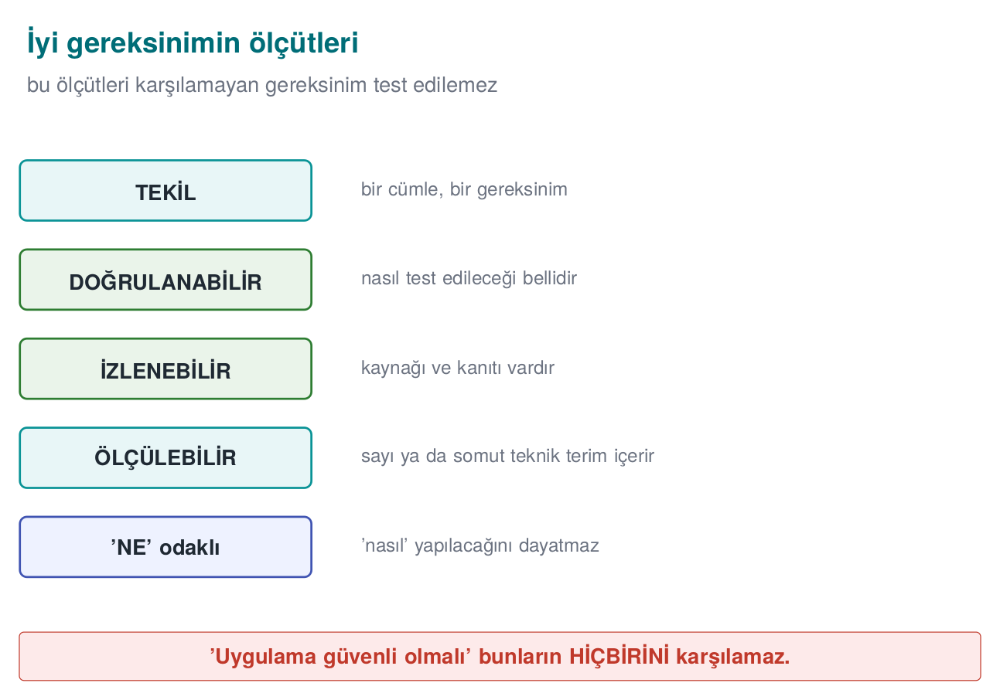 İyi gereksinimin ölçütleri
bu ölçütleri karşılamayan gereksinim test edilemez
TEKİL
bir cümle, bir gereksinim
DOĞRULANABİLİR
nasıl test edileceği bellidir
İZLENEBİLİR
kaynağı ve kanıtı vardır
ÖLÇÜLEBİLİR
sayı ya da somut teknik terim içerir
’NE’ odaklı
’nasıl’ yapılacağını dayatmaz
’Uygulama güvenli olmalı’ bunların HİÇBİRİNİ karşılamaz.